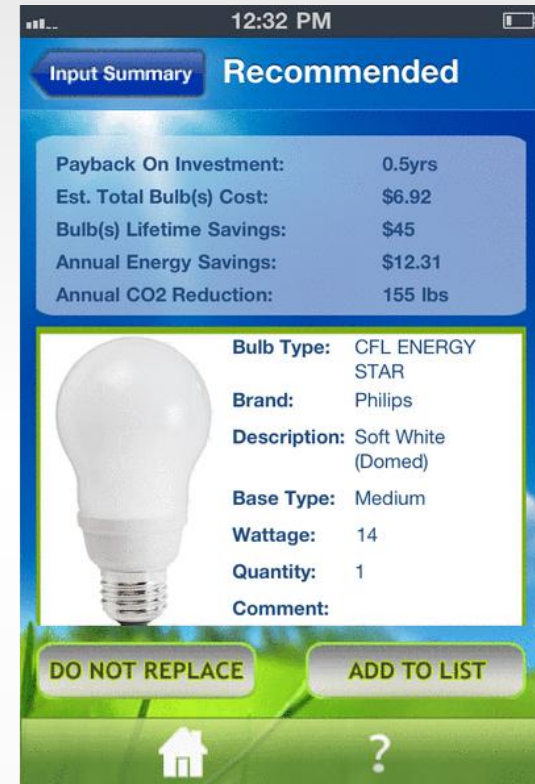 12:32 PM
Input Summary
Recommended
Payback On Investment: 0.5yrs
Est. Total Bulb(s) Cost: $6.92
Bulb(s) Lifetime Savings: $45
Annual Energy Savings: $12.31
Annual CO2 Reduction: 155 lbs
Bulb Type: CFL ENERGY
STAR
Brand: Philips
Description: Soft White
(Domed)
Base Type: Medium
Wattage: 14
Quantity: 1
Comment:
DO NOT REPLACE
ADD TO LIST
?